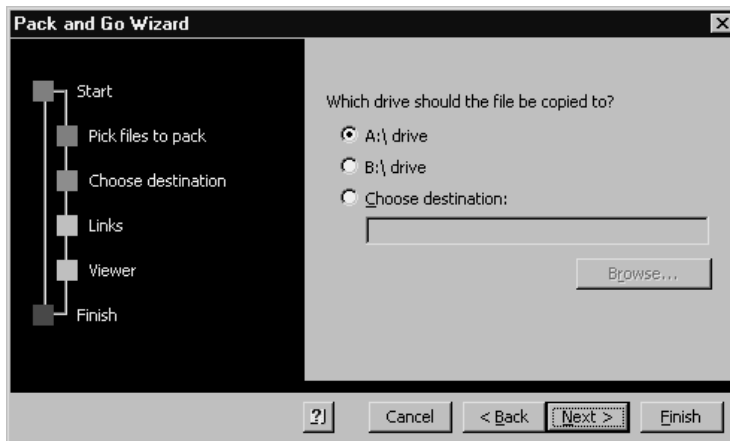 Pack and Go Wizard
Start
Pick files to pack
Choose destination
Links
Viewer
Finish
Which drive should the file be copied to?
A:\ drive
B:\ drive
Choose destination:
Browse...
Cancel
< Back
Next >
Finish